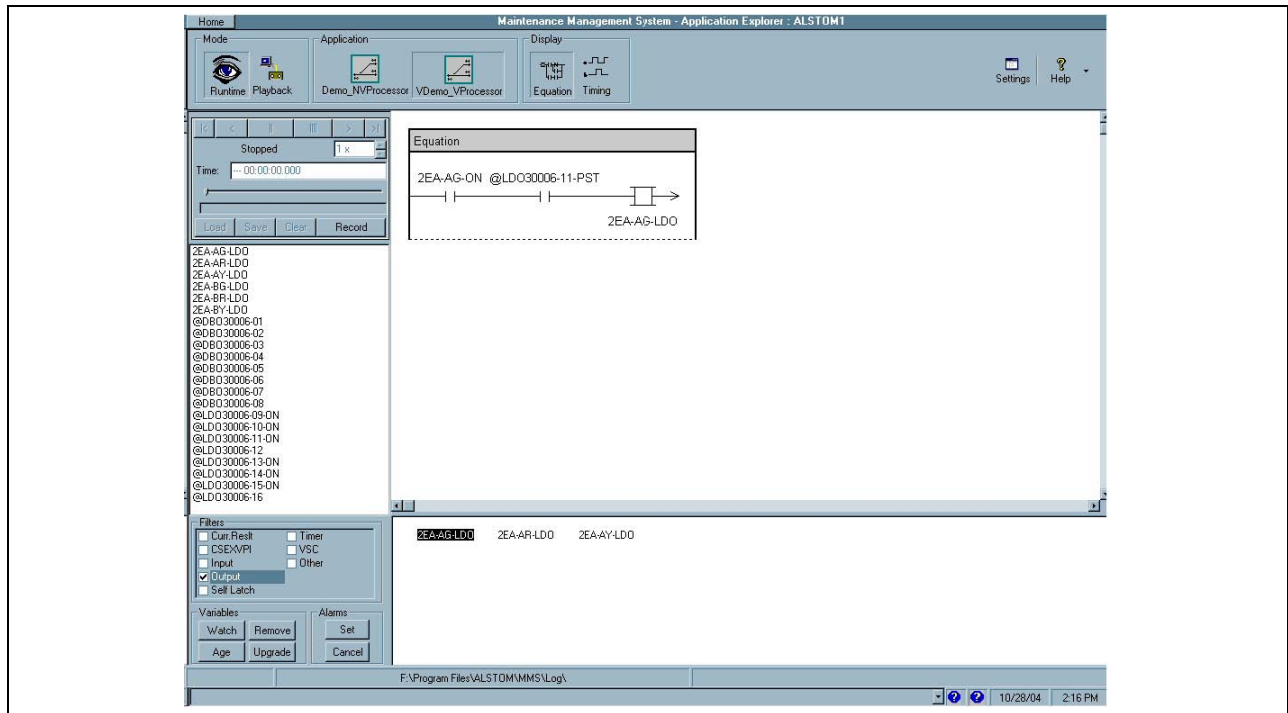 Home Maintenance Management System - Application Explorer : ALSTOM1
Mode Application Display
Runtime Playback Demo_NVProcessor VDemo_VProcessor Equation Timing Settings Help
Stopped 1 x
Time: --- 00:00:00.000
Load Save Clear Record
Equation
2EA-AG-ON @LDO30006-11-PST
2EA-AG-LDO
2EA-AG-LDO
2EA-AR-LDO
2EA-AY-LDO
2EA-BG-LDO
2EA-BR-LDO
2EA-BY-LDO
@DBO30006-01
@DBO30006-02
@DBO30006-03
@DBO30006-04
@DBO30006-05
@DBO30006-06
@DBO30006-07
@DBO30006-08
@LDO30006-09-ON
@LDO30006-10-ON
@LDO30006-11-ON
@LDO30006-12
@LDO30006-13-ON
@LDO30006-14-ON
@LDO30006-15-ON
@LDO30006-16
Filters
Curr.Reslt Timer
CSEXVPI VSC
Input Other
Output
Self Latch
2EA-AG-LDO 2EA-AR-LDO 2EA-AY-LDO
Variables Alarms
Watch Remove Set
Age Upgrade Cancel
F:\Program Files\ALSTOM\MMS\Log\
10/28/04 2:16 PM